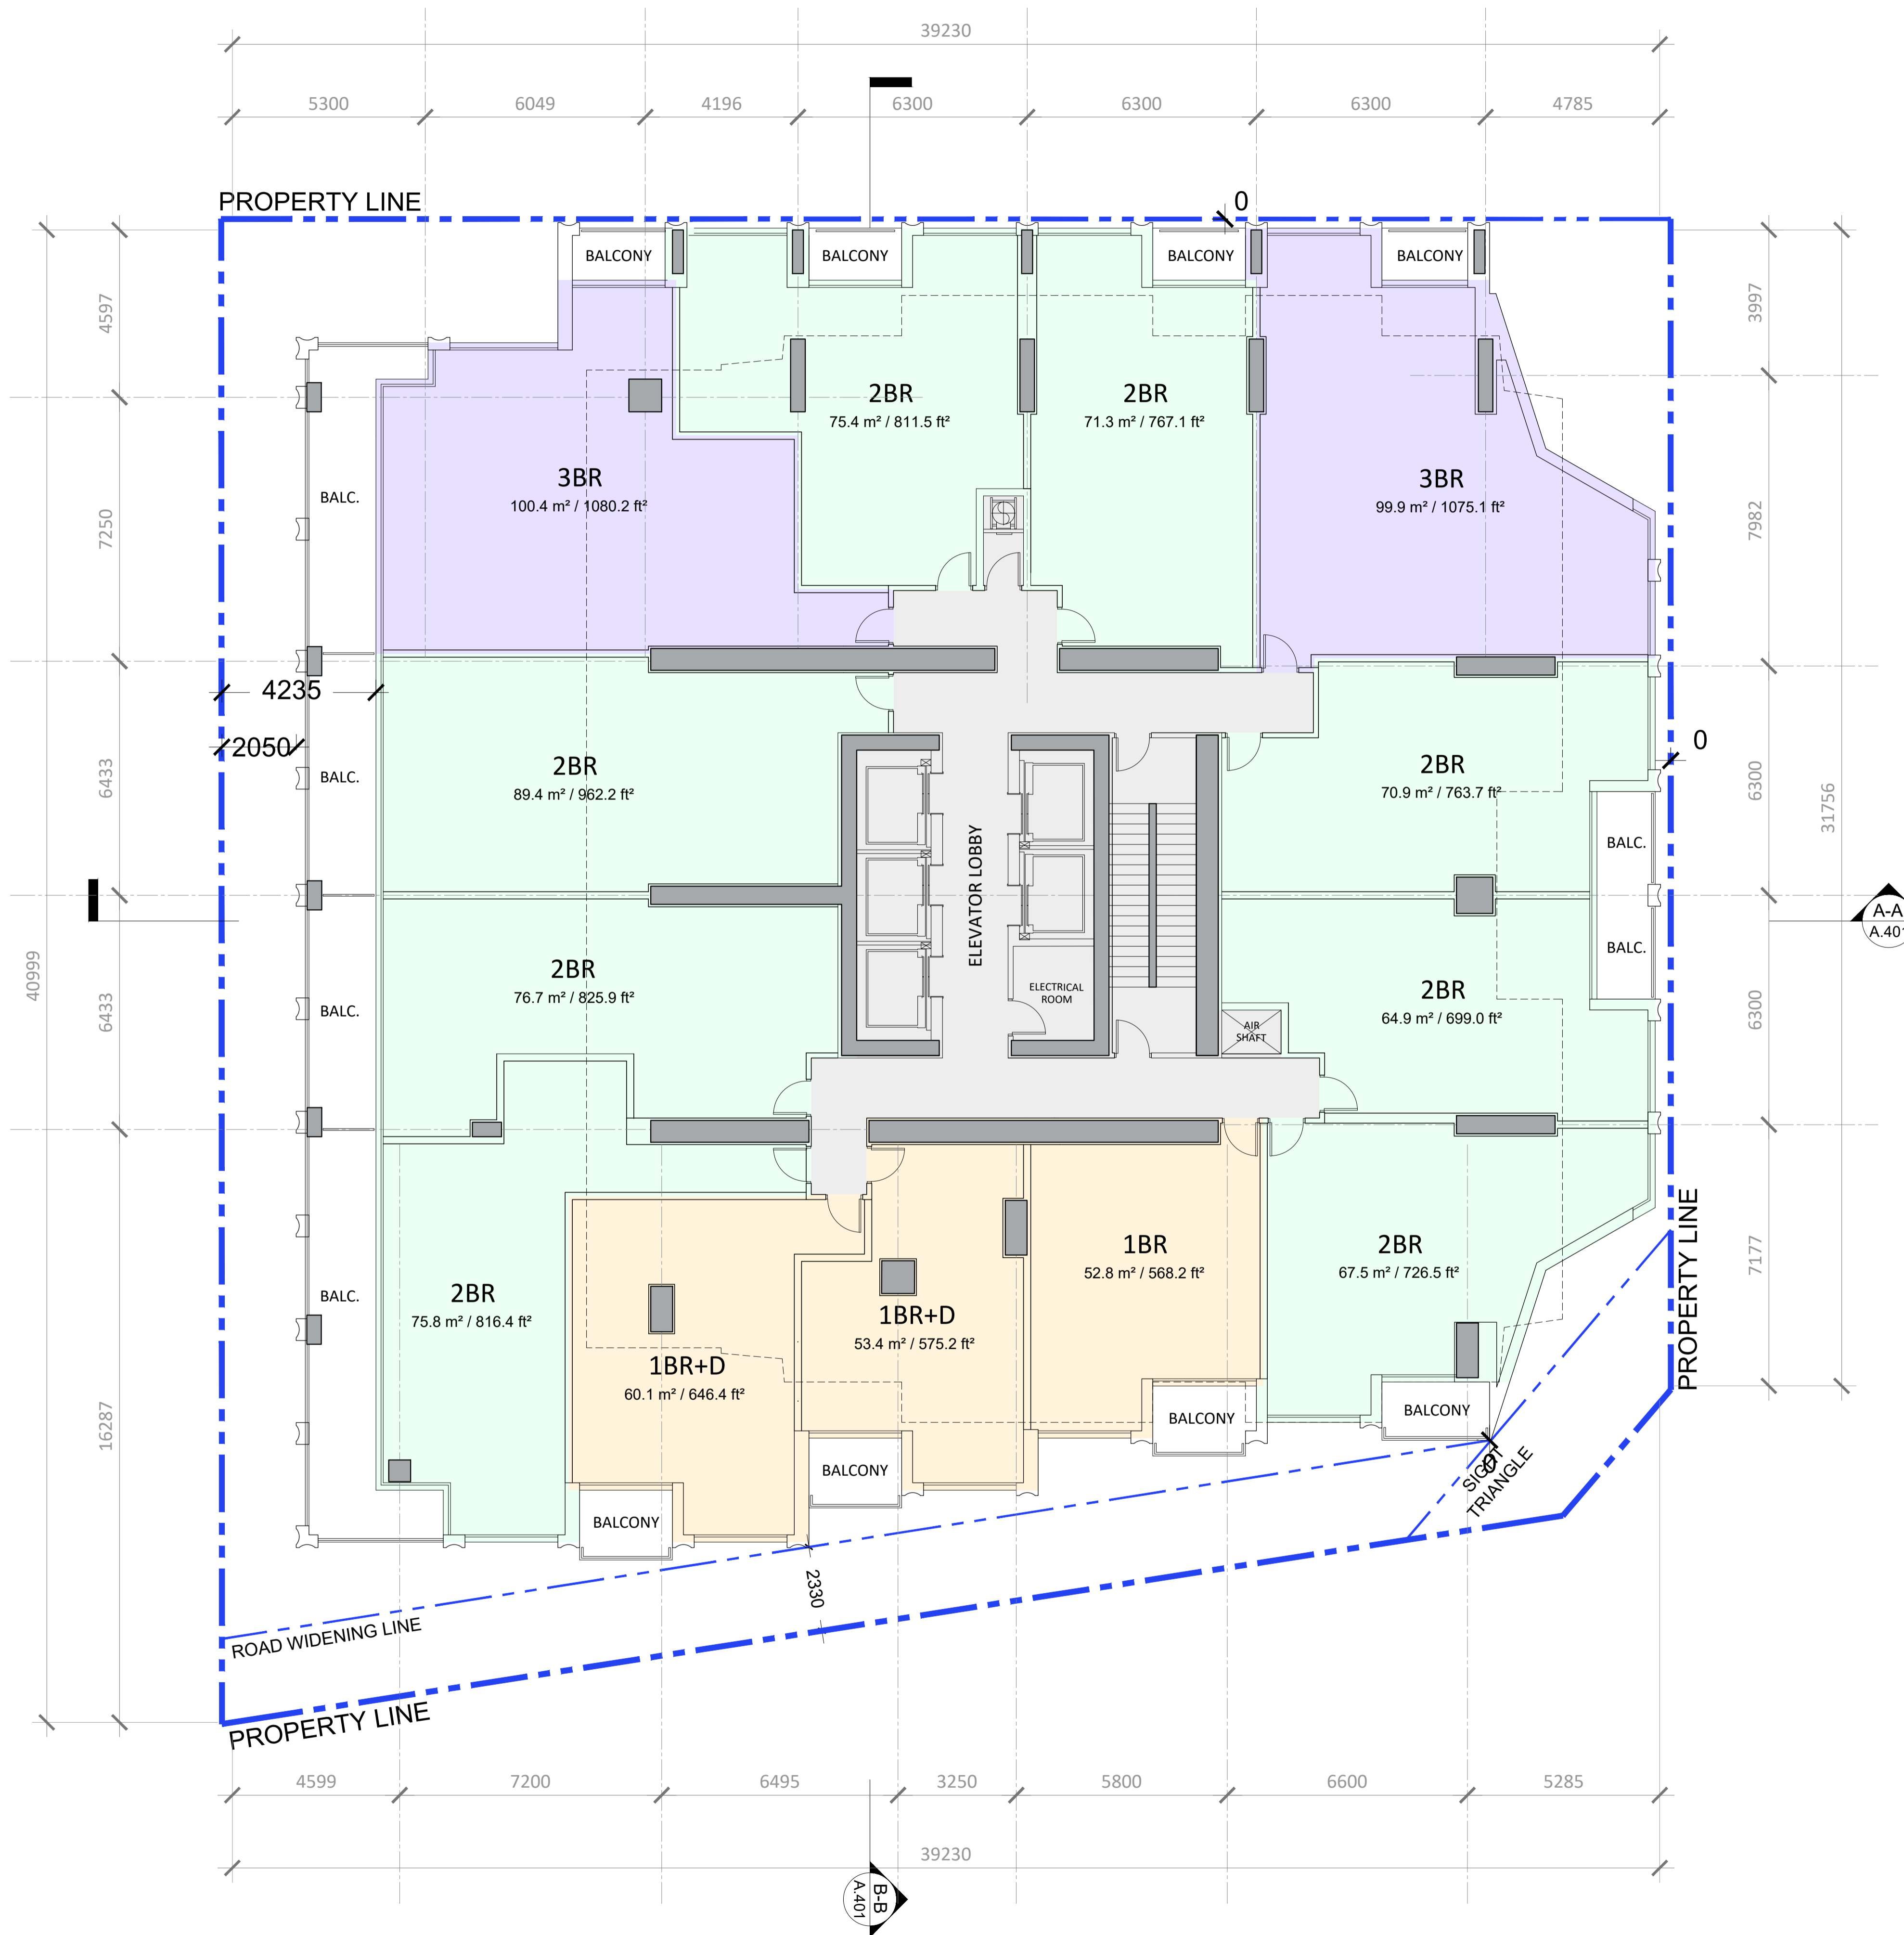 39230
5300
6049
4196
6300
6300
6300
4785
PROPERTY LINE
0
BALCONY
BALCONY
BALCONY
BALCONY
4597
3997
2BR
75.4 m² / 811.5 ft²
2BR
71.3 m² / 767.1 ft²
3BR
100.4 m² / 1080.2 ft²
3BR
99.9 m² / 1075.1 ft²
BALC.
7250
7982
4235
2050
0
BALC.
6433
2BR
89.4 m² / 962.2 ft²
2BR
70.9 m² / 763.7 ft²
6300
31756
BALC.
ELEVATOR LOBBY
A-A
A.401
BALC.
40999
6433
2BR
76.7 m² / 825.9 ft²
BALC.
ELECTRICAL
ROOM
2BR
64.9 m² / 699.0 ft²
6300
AIR
SHAFT
PROPERTY LINE
7177
1BR
52.8 m² / 568.2 ft²
2BR
67.5 m² / 726.5 ft²
BALC.
2BR
75.8 m² / 816.4 ft²
1BR+D
53.4 m² / 575.2 ft²
1BR+D
60.1 m² / 646.4 ft²
16287
BALCONY
BALCONY
BALCONY
BALCONY
0
SIGHT
TRIANGLE
2330
ROAD WIDENING LINE
PROPERTY LINE
4599
7200
6495
3250
5800
6600
5285
39230
B-B
A.401